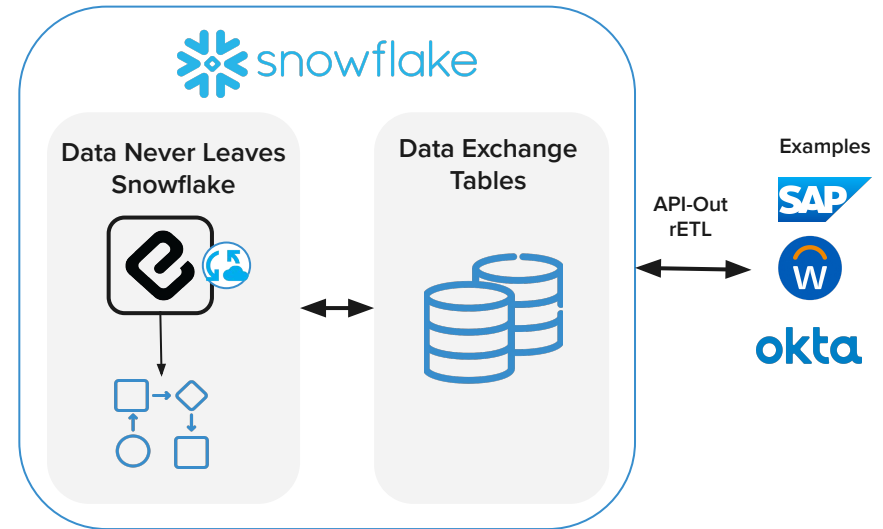 snowflake
Data Never Leaves
Snowflake
Data Exchange
Tables
API-Out
rETL
Examples
SAP
W
okta